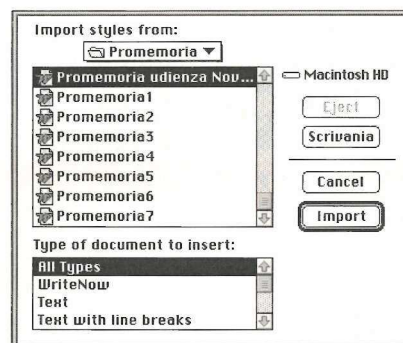 Import styles from:
Promemoria
Promemoria udienza Nov...
Promemoria1
Promemoria2
Promemoria3
Promemoria4
Promemoria5
Promemoria6
Promemoria7
Macintosh HD
Eject
Scrivania
Cancel
Import
Type of document to insert:
All Types
WriteNow
Text
Text with line breaks